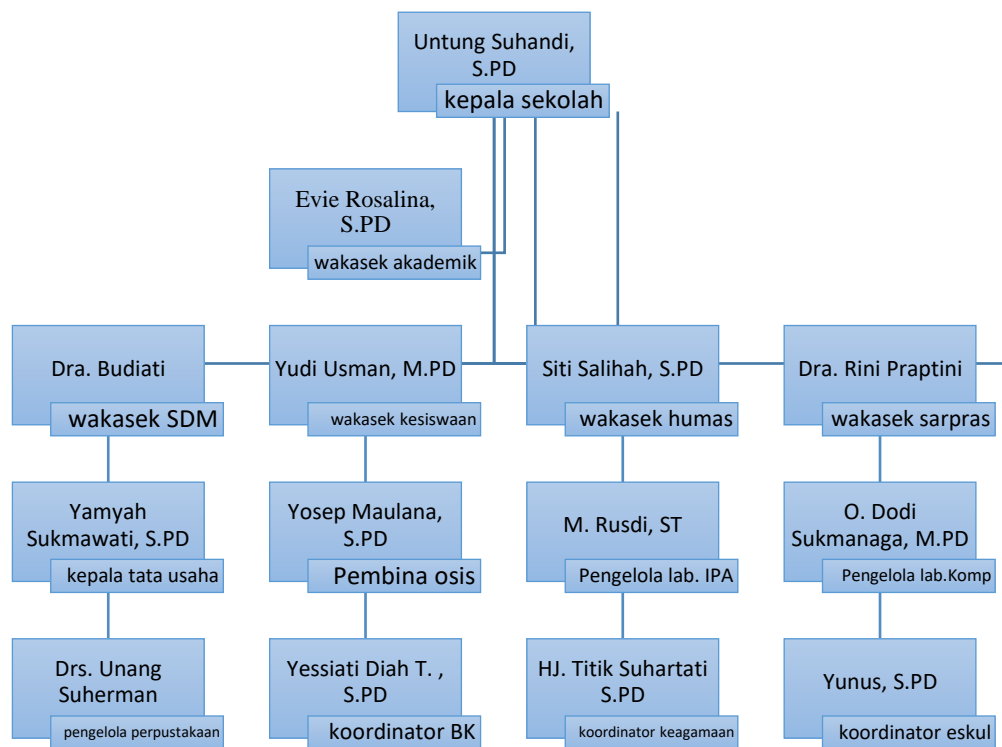 Untung Suhandi,
S.PD
kepala sekolah
Evie Rosalina,
S.PD
wakasek akademik
Dra. Budiati
wakasek SDM
Yudi Usman, M.PD
wakasek kesiswaan
Siti Salihah, S.PD
wakasek humas
Dra. Rini Praptini
wakasek sarpras
Yamyah
Sukmawati, S.PD
kepala tata usaha
Yosep Maulana,
S.PD
Pembina osis
M. Rusdi, ST
Pengelola lab. IPA
O. Dodi
Sukmanaga, M.PD
Pengelola lab.Komp
Drs. Unang
Suherman
pengelola perpustakaan
Yessiati Diah T. ,
S.PD
koordinator BK
HJ. Titik Suhartati
S.PD
koordinator keagamaan
Yunus, S.PD
koordinator eskul